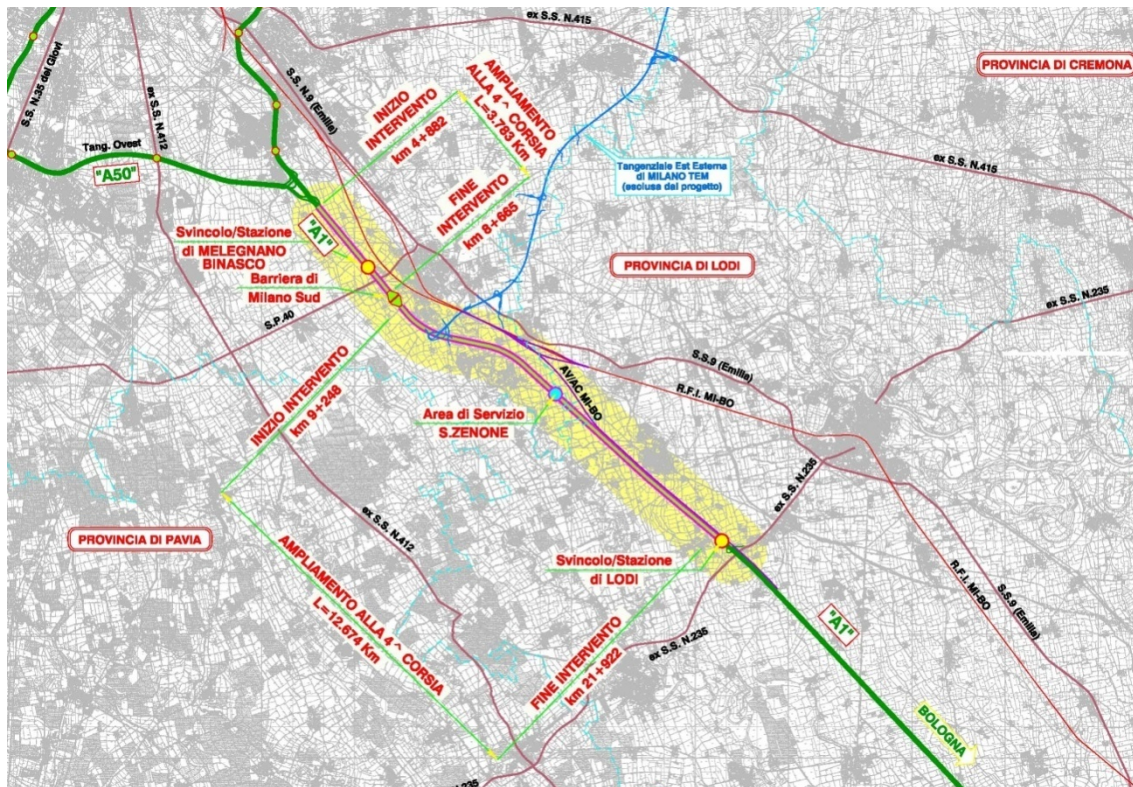 ex S.S. N.415
PROVINCIA DI CREMONA
S.S. N.35 dei Giovi
ex S.S. N.412
S.S. N.9 (Emilia)
INIZIO
INTERVENTO
km 4+882
AMPLIAMENTO
ALLA 4^ CORSIA
L=3.783 Km
Tang. Ovest
"A50"
Tangenziale Est Esterna
di MILANO TEM
(esclusa dal progetto)
ex S.S. N.415
FINE
INTERVENTO
km 8+665
"A1"
Svincolo/Stazione
di MELEGNANO
BINASCO
Barriera di
Milano Sud
PROVINCIA DI LODI
ex S.S. N.235
S.P.40
INIZIO INTERVENTO
km 9+248
S.S.9 (Emilia)
AV/AC MI-BO
R.F.I. MI-BO
Area di Servizio
S.ZENONE
ex S.S. N.235
PROVINCIA DI PAVIA
ex S.S. N.412
Svincolo/Stazione
di LODI
AMPLIAMENTO ALLA 4^ CORSIA
L=12.674 Km
FINE INTERVENTO
km 21+922
ex S.S. N.235
"A1"
R.F.I. MI-BO
S.S.9 (Emilia)
BOLOGNA